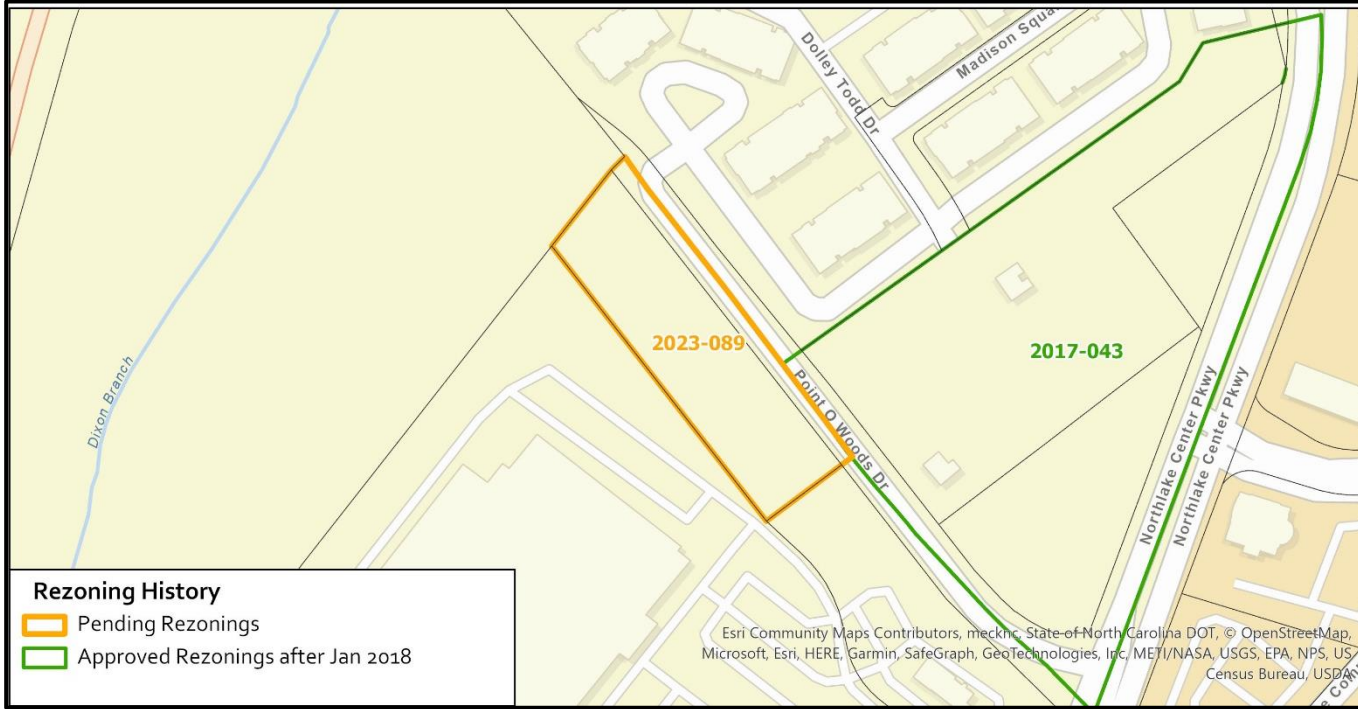 Dolley Todd Dr
Madison Squa
Dixon Branch
2023-089
2017-043
Point O Woods Dr
Northlake Center Pkwy
Northlake Center Pkwy
Rezoning History
Pending Rezonings
Approved Rezonings after Jan 2018
Esri Community Maps Contributors, mecknc, State of North Carolina DOT, © OpenStreetMap,
Microsoft, Esri, HERE, Garmin, SafeGraph, GeoTechnologies, Inc, METI/NASA, USGS, EPA, NPS, US
Census Bureau, USDA